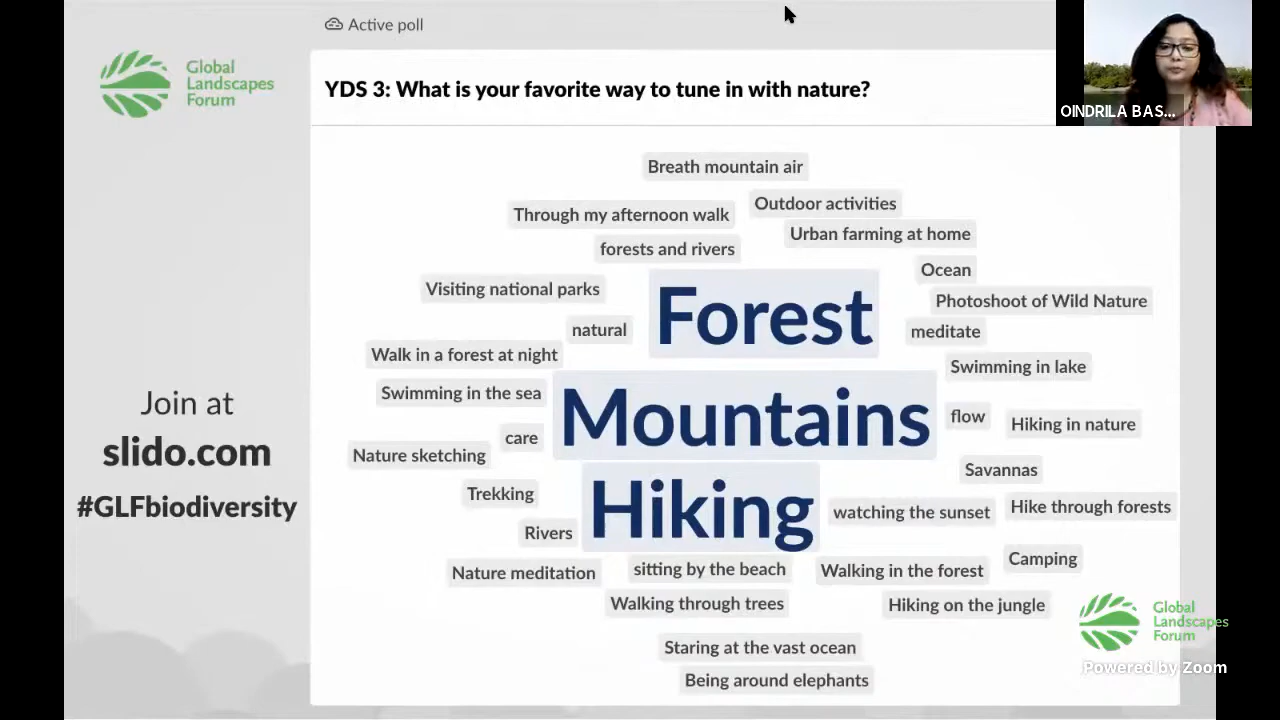 Active poll
Global
Landscapes
Forum
YDS 3: What is your favorite way to tune in with nature?
OINDRILA BAS...
Breath mountain air
Outdoor activities
Through my afternoon walk
Urban farming at home
forests and rivers
Ocean
Visiting national parks
Photoshoot of Wild Nature
Forest
natural
meditate
Walk in a forest at night
Swimming in lake
Swimming in the sea
Mountains
flow
Hiking in nature
care
Nature sketching
Savannas
Trekking
Hiking
watching the sunset
Hike through forests
Rivers
Camping
Nature meditation
sitting by the beach
Walking in the forest
Walking through trees
Hiking on the jungle
Staring at the vast ocean
Being around elephants
Join at
slido.com
#GLFbiodiversity
Global
Landscapes
Forum
Powered by Zoom